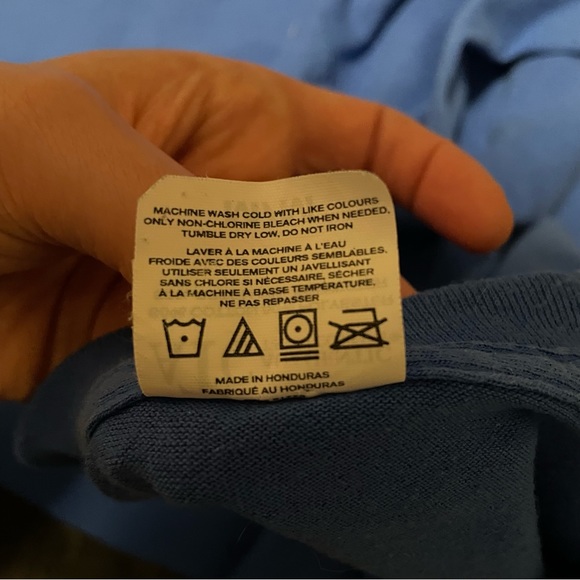 MACHINE WASH COLD WITH LIKE COLOURS
ONLY NON-CHLORINE BLEACH WHEN NEEDED.
TUMBLE DRY LOW. DO NOT IRON
LAVER À LA MACHINE À L'EAU
FROIDE AVEC DES COULEURS SEMBLABLES.
UTILISER SEULEMENT UN JAVELLISANT
SANS CHLORE SI NÉCESSAIRE, SÉCHER
À LA MACHINE À BASSE TEMPÉRATURE,
NE PAS REPASSER
MADE IN HONDURAS
FABRIQUÉ AU HONDURAS